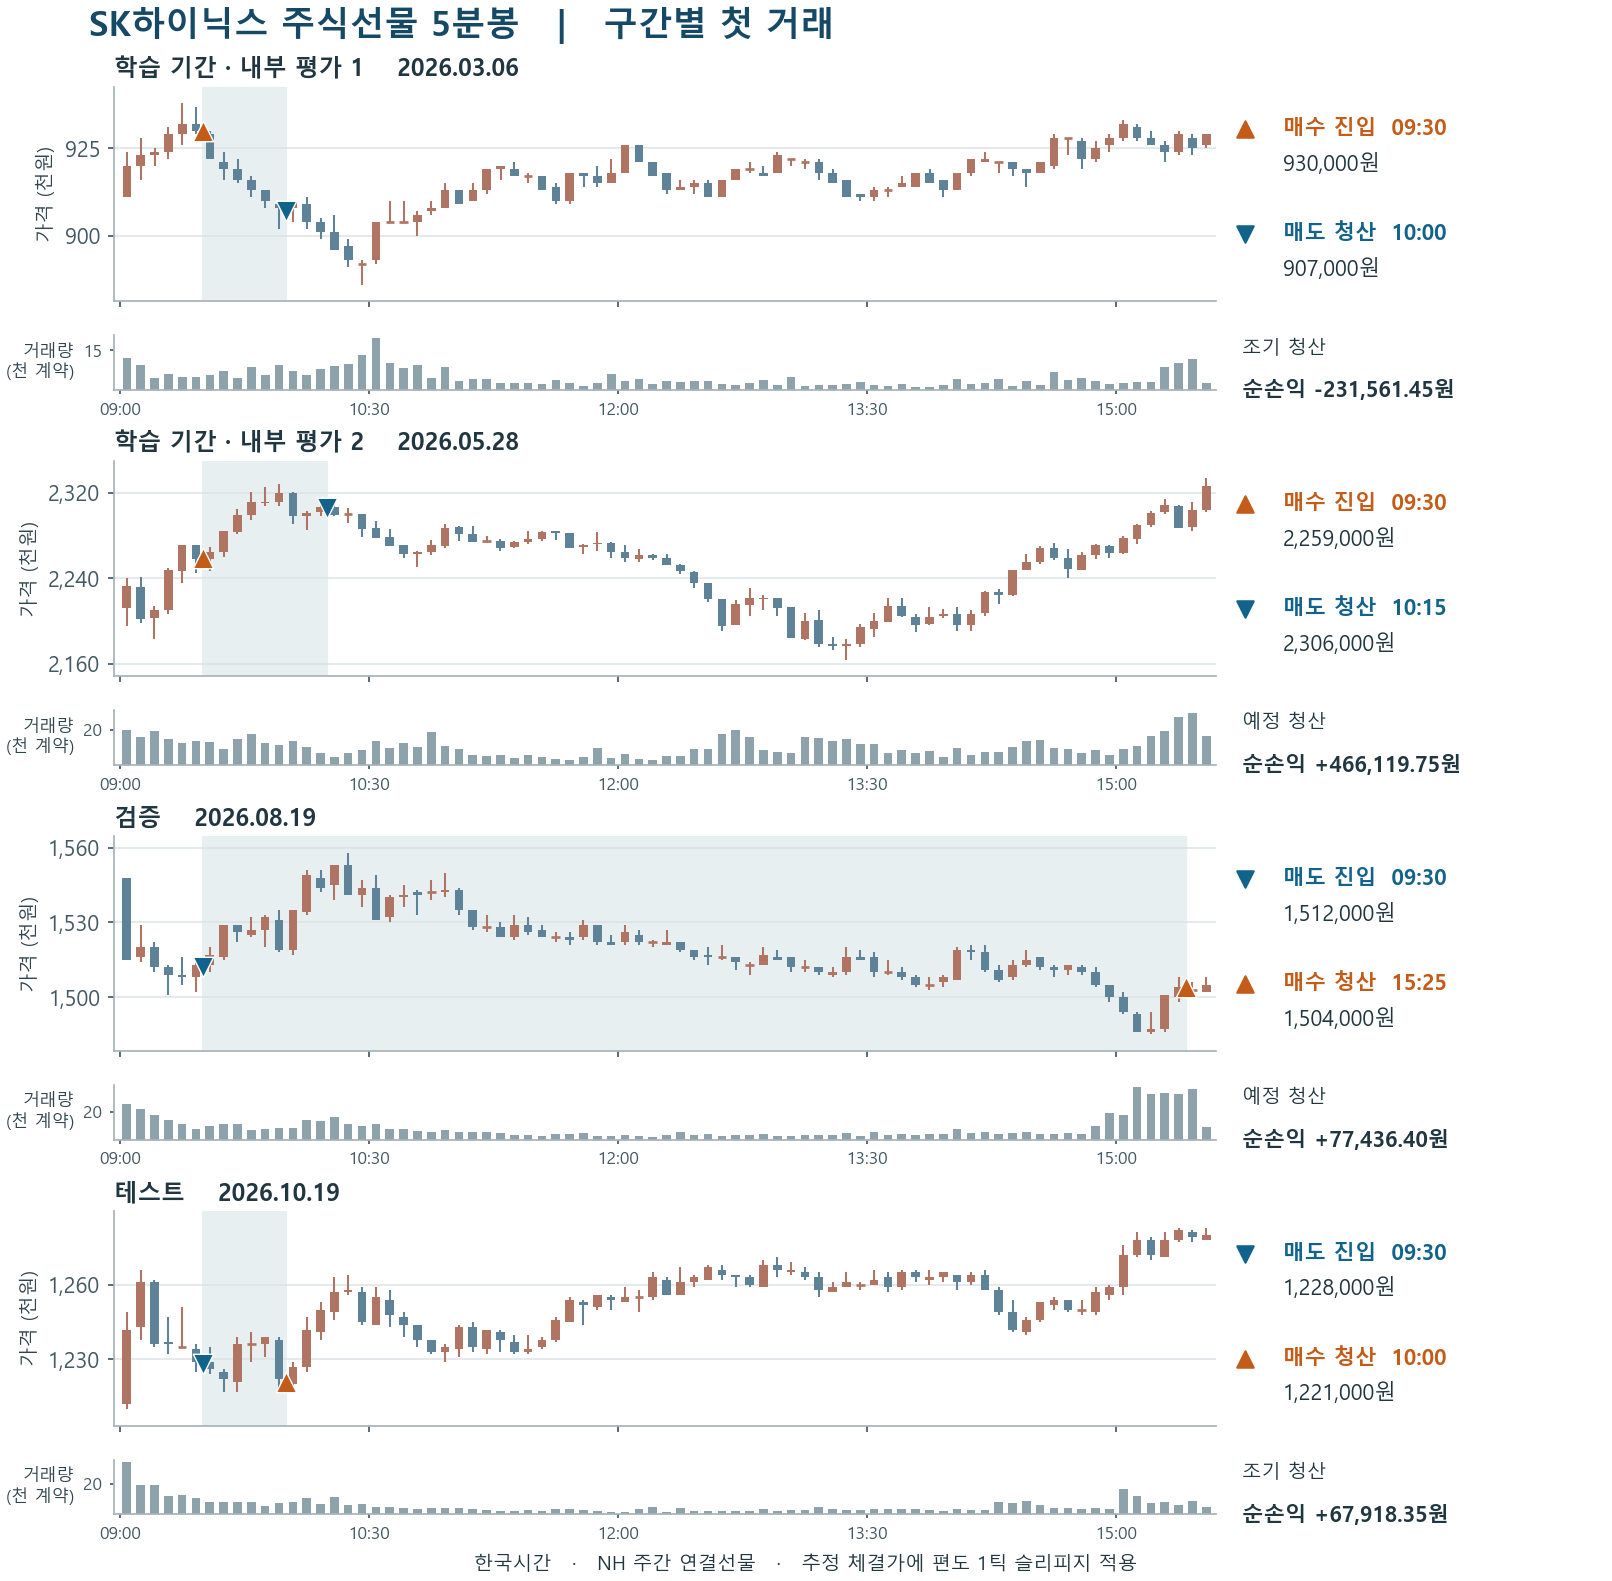 SK하이닉스 주식선물 5분봉 | 구간별 첫 거래
학습 기간 · 내부 평가 1 2026.03.06
가격 (천원)
925
900
▲ 매수 진입 09:30
930,000원
▼ 매도 청산 10:00
907,000원
거래량
(천 계약)
15
09:00 10:30 12:00 13:30 15:00
조기 청산
순손익 -231,561.45원
학습 기간 · 내부 평가 2 2026.05.28
가격 (천원)
2,320
2,240
2,160
▲ 매수 진입 09:30
2,259,000원
▼ 매도 청산 10:15
2,306,000원
거래량
(천 계약)
20
09:00 10:30 12:00 13:30 15:00
예정 청산
순손익 +466,119.75원
검증 2026.08.19
가격 (천원)
1,560
1,530
1,500
▼ 매도 진입 09:30
1,512,000원
▲ 매수 청산 15:25
1,504,000원
거래량
(천 계약)
20
09:00 10:30 12:00 13:30 15:00
예정 청산
순손익 +77,436.40원
테스트 2026.10.19
가격 (천원)
1,260
1,230
▼ 매도 진입 09:30
1,228,000원
▲ 매수 청산 10:00
1,221,000원
거래량
(천 계약)
20
09:00 10:30 12:00 13:30 15:00
조기 청산
순손익 +67,918.35원
한국시간 · NH 주간 연결선물 · 추정 체결가에 편도 1틱 슬리피지 적용